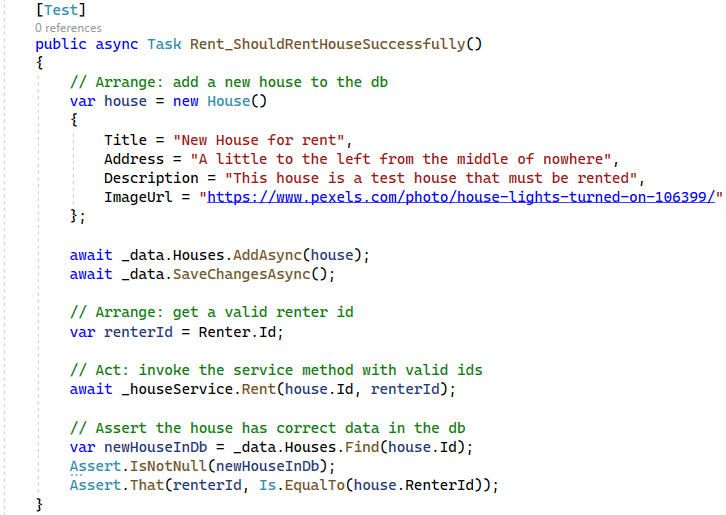 [Test]
0 references
public async Task Rent_ShouldRentHouseSuccessfully()
{
    // Arrange: add a new house to the db
    var house = new House()
    {
        Title = "New House for rent",
        Address = "A little to the left from the middle of nowhere",
        Description = "This house is a test house that must be rented",
        ImageUrl = "https://www.pexels.com/photo/house-lights-turned-on-106399/"
    };

    await _data.Houses.AddAsync(house);
    await _data.SaveChangesAsync();

    // Arrange: get a valid renter id
    var renterId = Renter.Id;

    // Act: invoke the service method with valid ids
    await _houseService.Rent(house.Id, renterId);

    // Assert the house has correct data in the db
    var newHouseInDb = _data.Houses.Find(house.Id);
    Assert.IsNotNull(newHouseInDb);
    Assert.That(renterId, Is.EqualTo(house.RenterId));
}